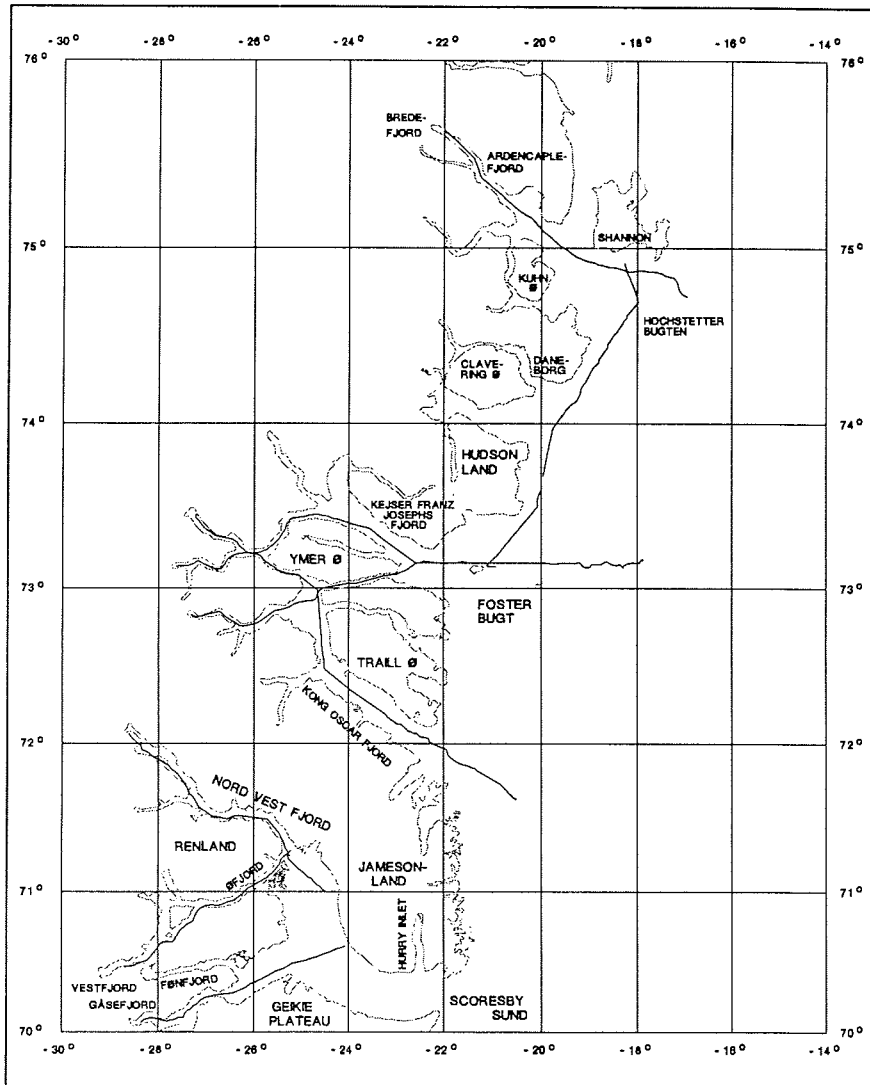 - 30° - 28° - 26° - 24° - 22° - 20° - 18° - 16° - 14°
76° 76°
BREDE-
FJORD
ARDENCAPLE-
FJORD
SHANNON
75° 75°
KUHN
Ø
HOCHSTETTER
BUGTEN
CLAVE-
RING Ø
DANE-
BORG
74° 74°
HUDSON
LAND
KEJSER FRANZ
JOSEPHS
FJORD
YMER Ø
73° 73°
FOSTER
BUGT
TRAILL Ø
KONG OSCAR FJORD
72° 72°
NORD VEST FJORD
RENLAND
JAMESON-
LAND
ØFJORD
71° 71°
HURRY INLET
VESTFJORD
FØNFJORD
GÅSEFJORD
GEIKIE
PLATEAU
SCORESBY
SUND
70° 70°
- 30° - 28° - 26° - 24° - 22° - 20° - 18° - 16° - 14°